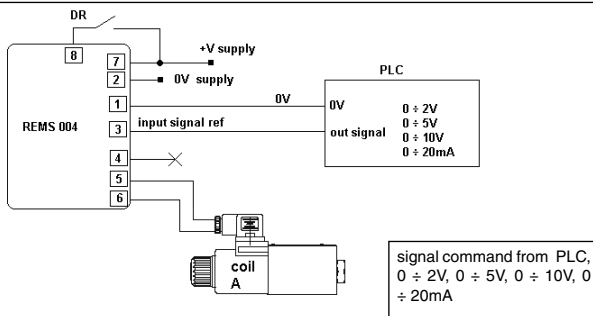 DR
8
7
+V supply
2
0V supply
PLC
1
0V
0V
0 ÷ 2V
0 ÷ 5V
REMS 004
3
input signal ref
out signal
0 ÷ 10V
0 ÷ 20mA
4
5
6
coil
A
signal command from PLC,
0 ÷ 2V, 0 ÷ 5V, 0 ÷ 10V, 0
÷ 20mA